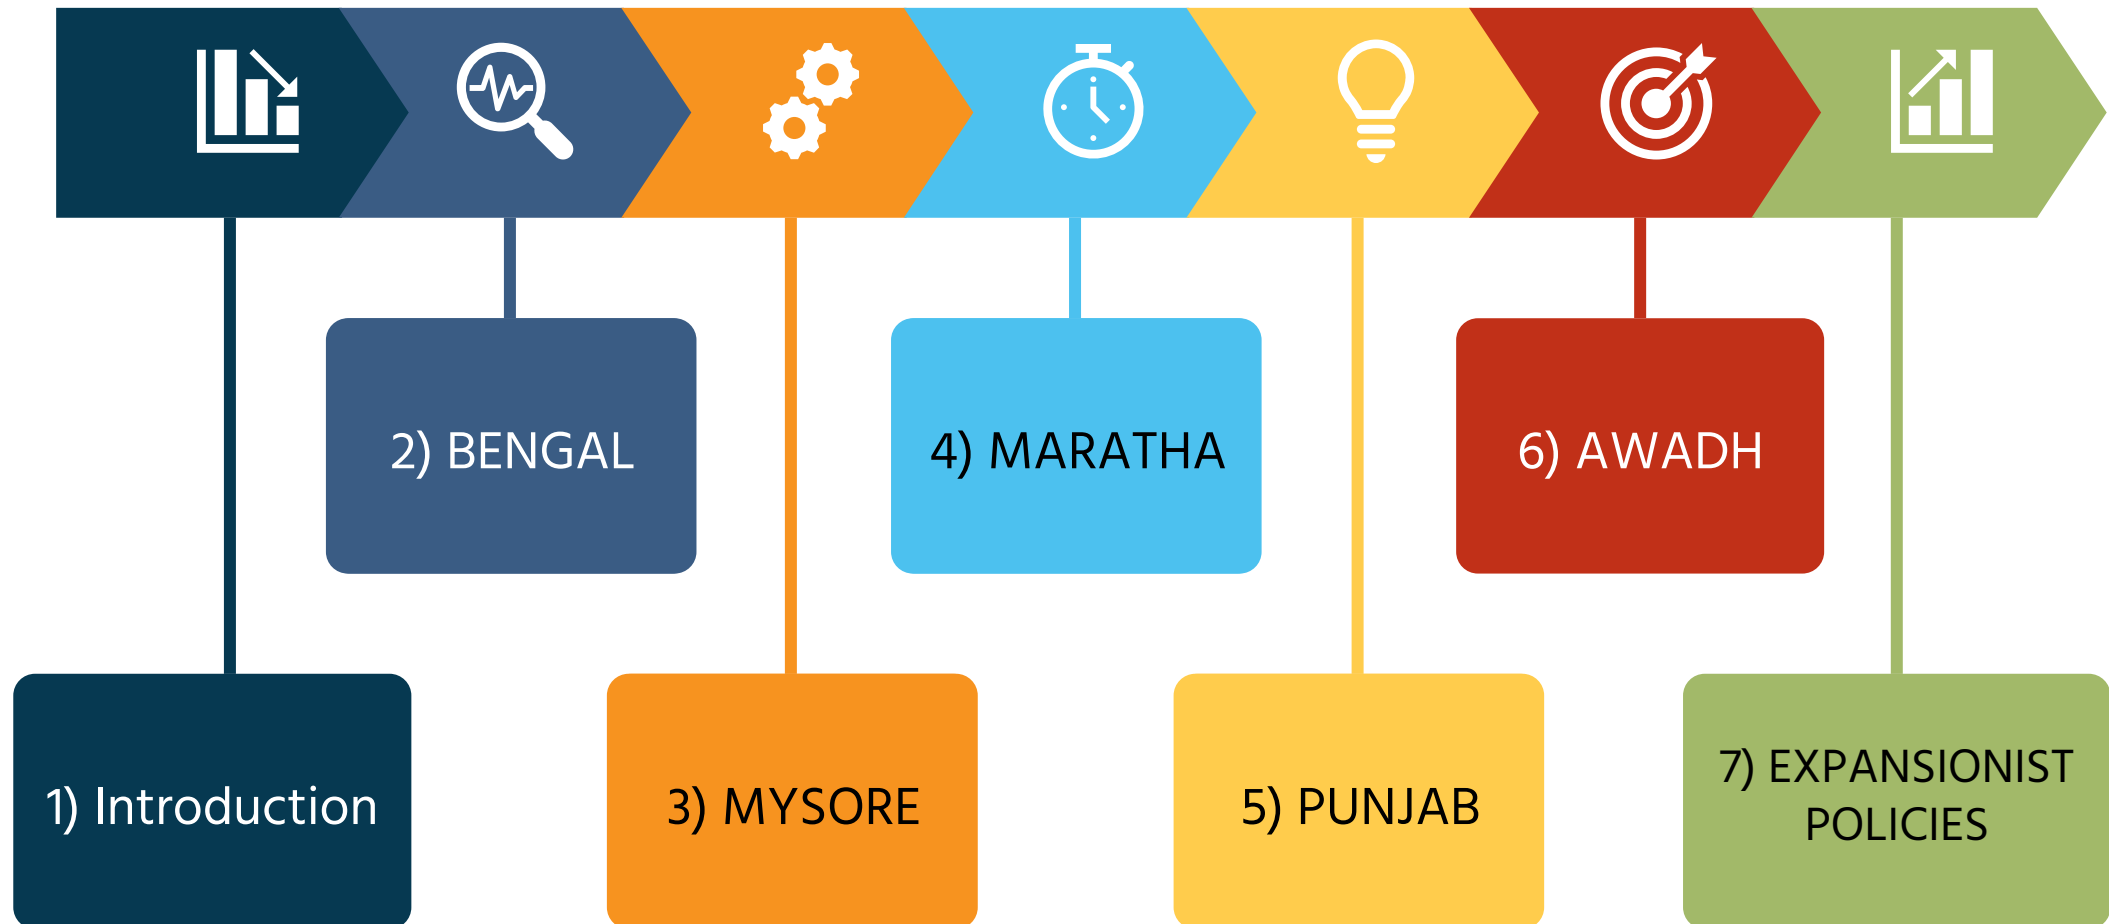 1) Introduction
2) BENGAL
3) MYSORE
4) MARATHA
5) PUNJAB
6) AWADH
7) EXPANSIONIST
POLICIES